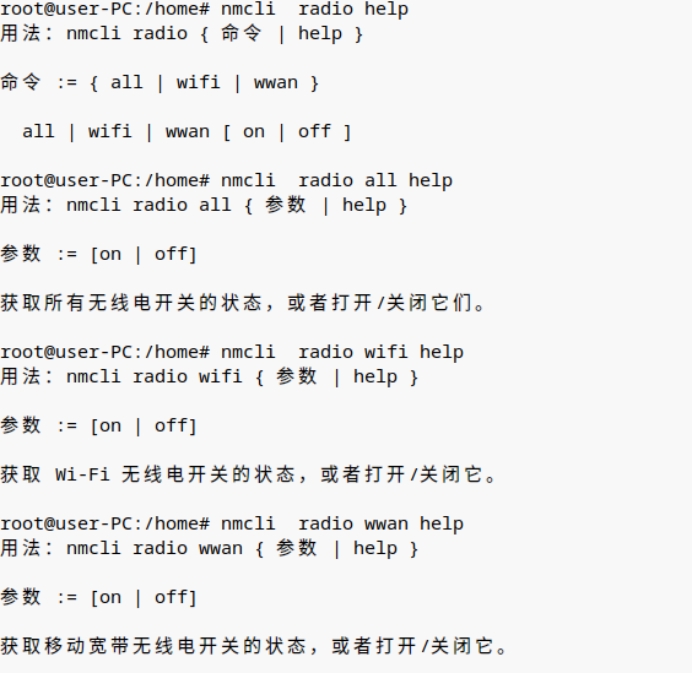 root@user-PC:/home# nmcli  radio help
用法：nmcli radio { 命令 | help }
命令 := { all | wifi | wwan }
  all | wifi | wwan [ on | off ]
root@user-PC:/home# nmcli  radio all help
用法：nmcli radio all { 参数 | help }
参数 := [on | off]
获取所有无线电开关的状态，或者打开/关闭它们。
root@user-PC:/home# nmcli  radio wifi help
用法：nmcli radio wifi { 参数 | help }
参数 := [on | off]
获取 Wi-Fi 无线电开关的状态，或者打开/关闭它。
root@user-PC:/home# nmcli  radio wwan help
用法：nmcli radio wwan { 参数 | help }
参数 := [on | off]
获取移动宽带无线电开关的状态，或者打开/关闭它。